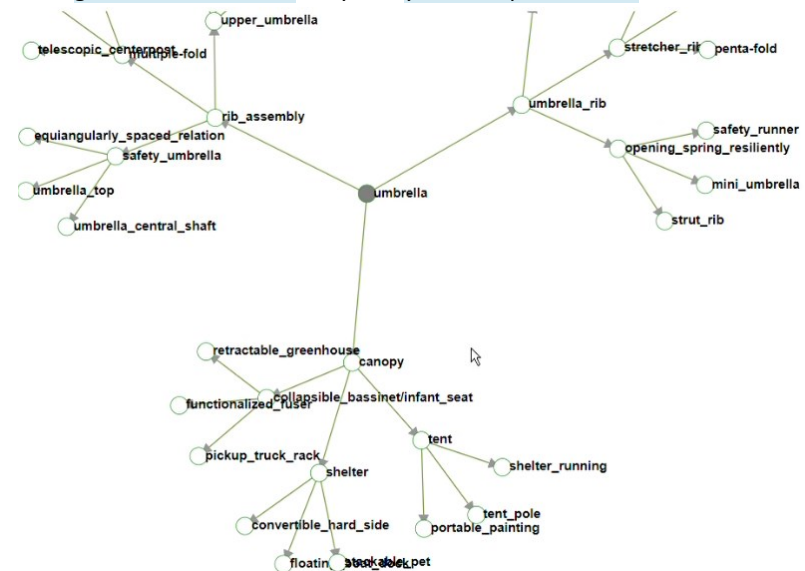 upper_umbrella
telescopic_centerpost
multiple-fold
stretcher_rib
penta-fold
umbrella_rib
rib_assembly
safety_runner
equiangularly_spaced_relation
opening_spring_resiliently
safety_umbrella
mini_umbrella
umbrella_top
umbrella
strut_rib
umbrella_central_shaft
retractable_greenhouse
canopy
collapsible_bassinet/infant_seat
functionalized_fuser
tent
pickup_truck_rack
shelter_running
shelter
tent_pole
convertible_hard_side
portable_painting